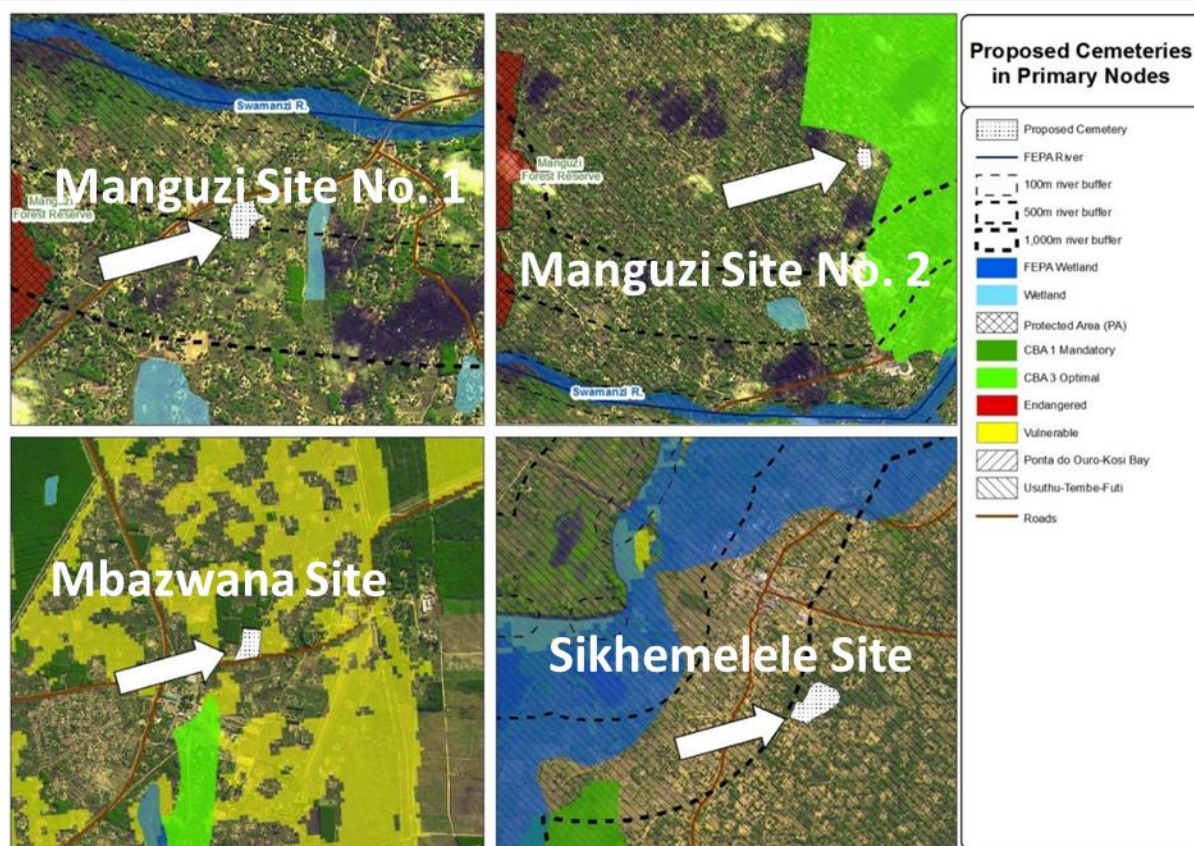 Swamanzi R.
Manguzi Site No. 1
Forest Reserve
Manguzi
Forest Reserve
Manguzi Site No. 2
Swamanzi R.
Mbazwana Site
Sikhemelele Site
Proposed Cemeteries
in Primary Nodes
Proposed Cemetery
FEPA River
100m river buffer
500m river buffer
1,000m river buffer
FEPA Wetland
Wetland
Protected Area (PA)
CBA 1 Mandatory
CBA 3 Optimal
Endangered
Vulnerable
Ponta do Ouro-Kosi Bay
Usuthu-Tembe-Futi
Roads